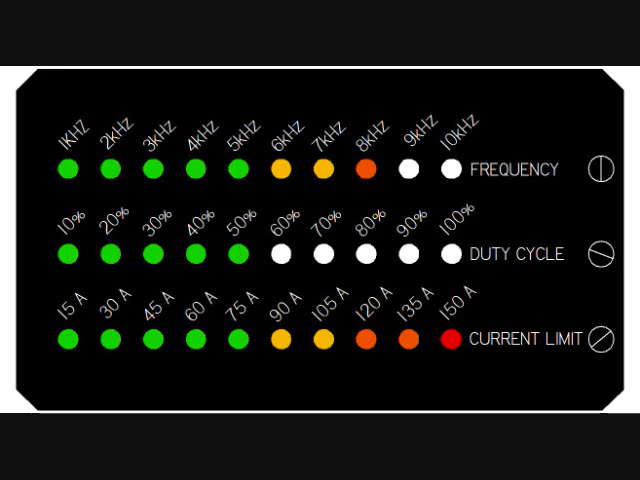 1KHZ 2kHz 3kHz 4kHz 5kHz 6kHz 7kHz 8kHz 9kHz 10kHz
FREQUENCY
10% 20% 30% 40% 50% 60% 70% 80% 90% 100%
DUTY CYCLE
15 A 30 A 45 A 60 A 75 A 90 A 105 A 120 A 135 A 150 A
CURRENT LIMIT